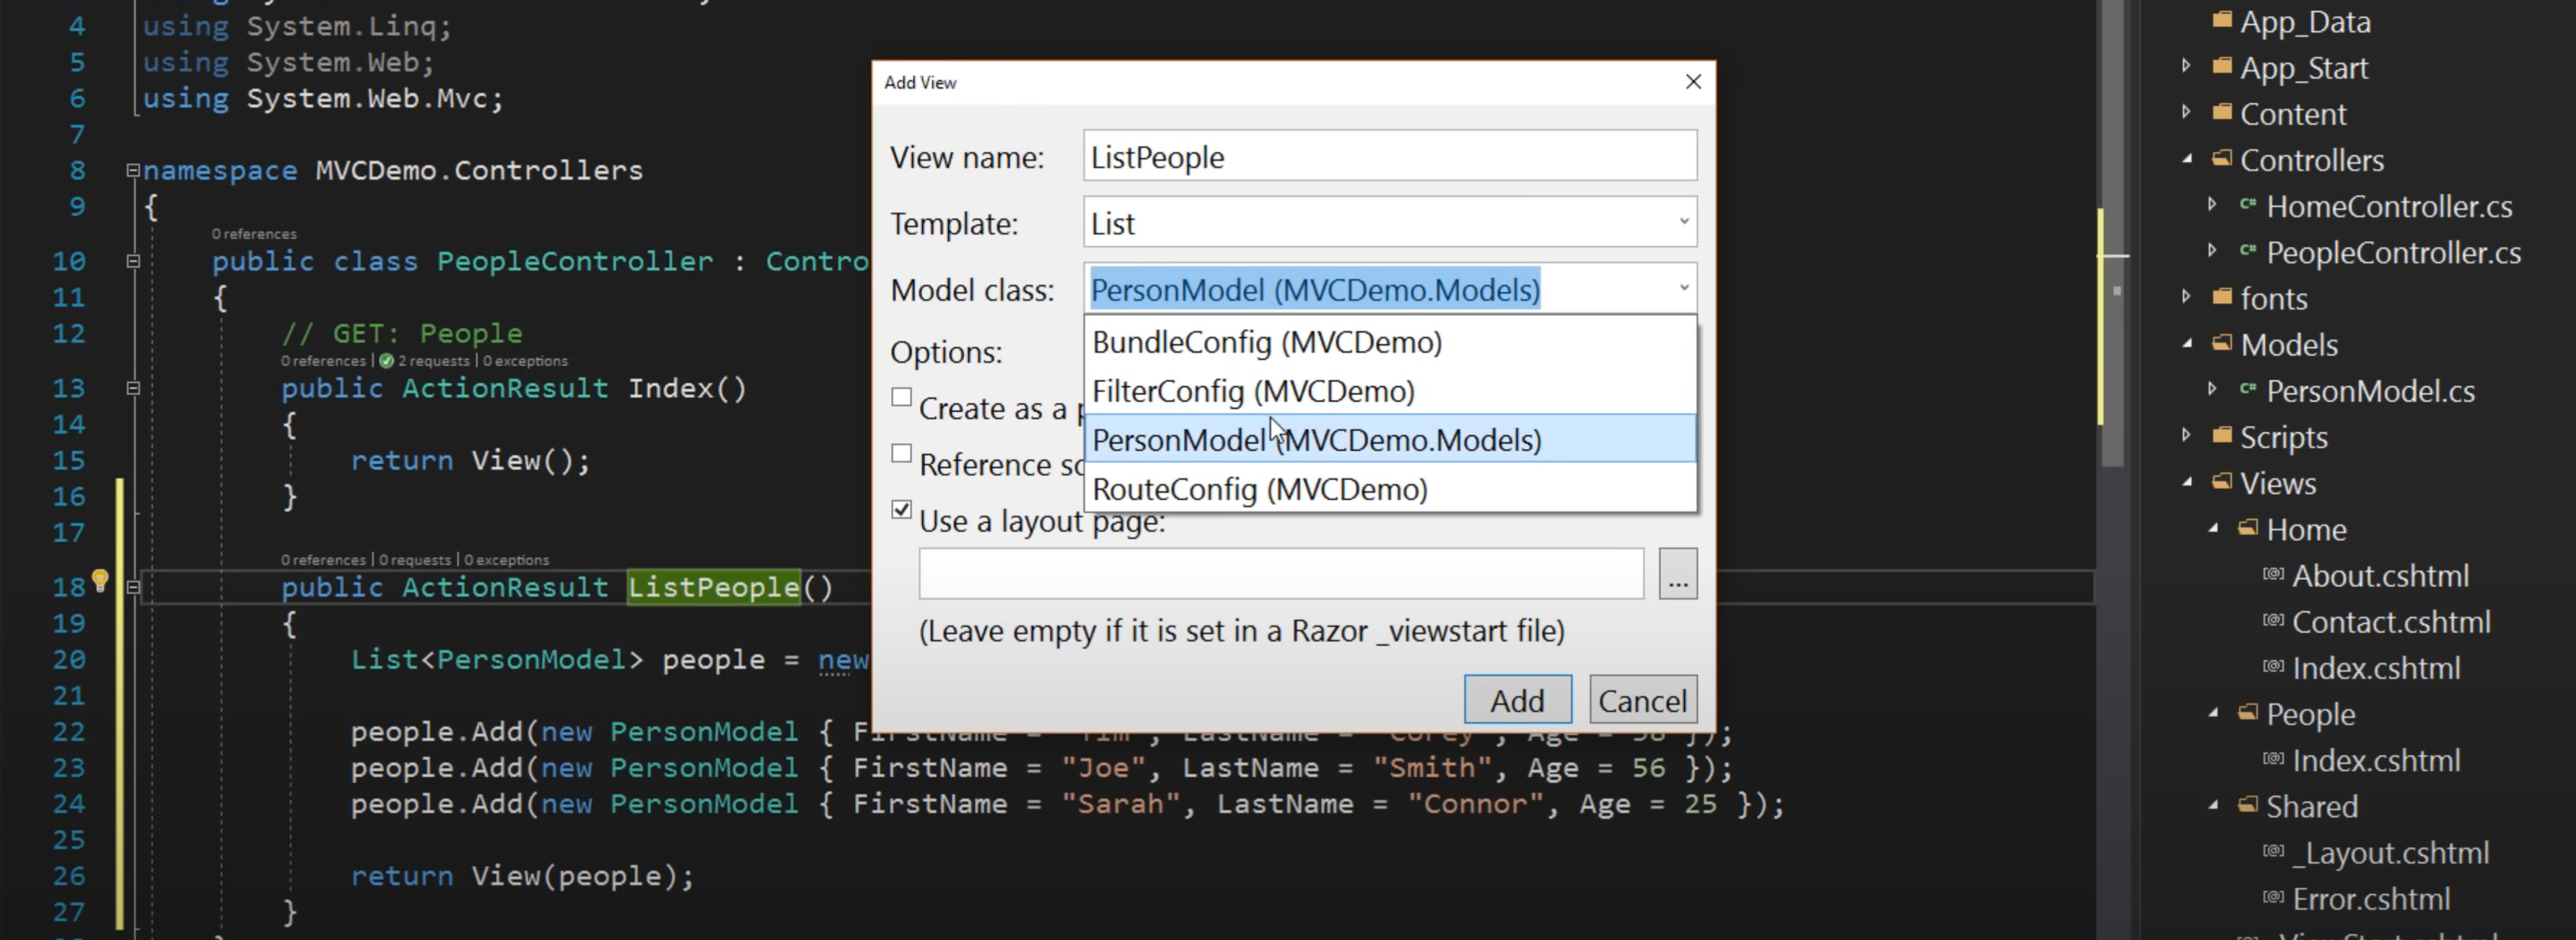 4 using System.Linq;
5 using System.Web;
6 using System.Web.Mvc;
7
8 namespace MVCDemo.Controllers
9 {
0 references
10 public class PeopleController : Contro
11 {
12 // GET: People
0 references | 2 requests | 0 exceptions
13 public ActionResult Index()
14 {
15 return View();
16 }
17
0 references | 0 requests | 0 exceptions
18 public ActionResult ListPeople()
19 {
20 List<PersonModel> people = new
21
22 people.Add(new PersonModel { FirstName = "Tim", LastName = "Corey", Age = });
23 people.Add(new PersonModel { FirstName = "Joe", LastName = "Smith", Age = 56 });
24 people.Add(new PersonModel { FirstName = "Sarah", LastName = "Connor", Age = 25 });
25
26 return View(people);
27 }
Add View
View name: ListPeople
Template: List
Model class: PersonModel (MVCDemo.Models)
BundleConfig (MVCDemo)
FilterConfig (MVCDemo)
PersonModel (MVCDemo.Models)
RouteConfig (MVCDemo)
Options:
Create as a p
Reference sc
Use a layout page:
...
(Leave empty if it is set in a Razor _viewstart file)
Add Cancel
App_Data
App_Start
Content
Controllers
C# HomeController.cs
C# PeopleController.cs
fonts
Models
C# PersonModel.cs
Scripts
Views
Home
[@] About.cshtml
[@] Contact.cshtml
[@] Index.cshtml
People
[@] Index.cshtml
Shared
[@] _Layout.cshtml
[@] Error.cshtml